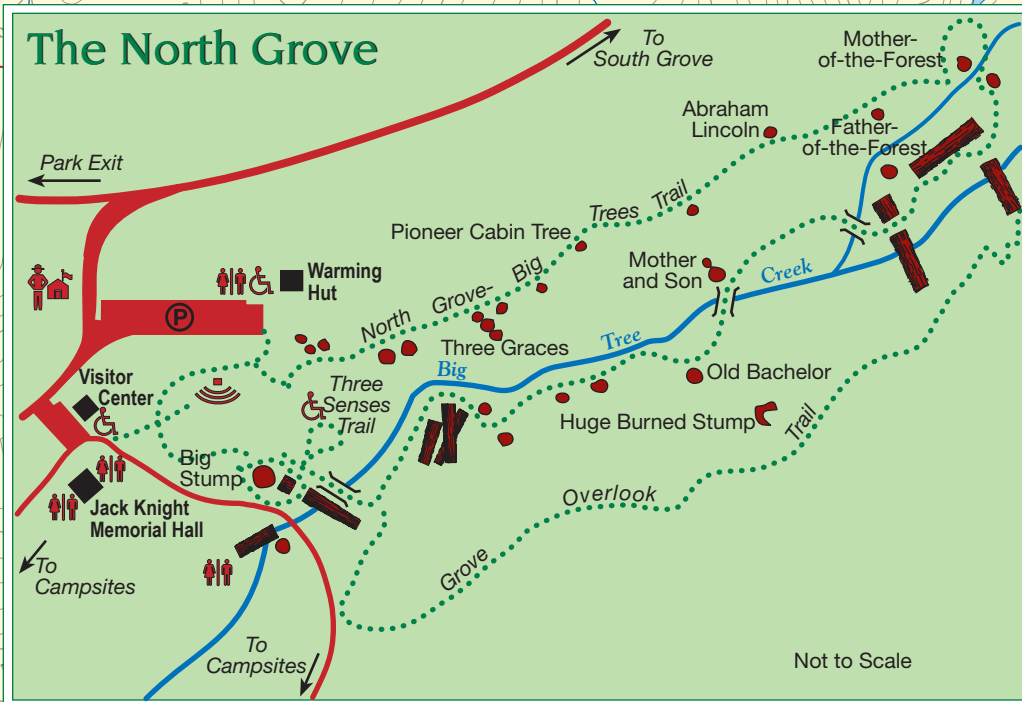 The North Grove
To
South Grove
Mother-
of-the-Forest
Abraham
Lincoln
Father-
of-the-Forest
Park Exit
Trees Trail
Pioneer Cabin Tree
Big
Mother
and Son
Creek
Warming
Hut
P
North Grove-
Three Graces
Tree
Big
Visitor
Center
Three
Senses
Trail
Old Bachelor
Huge Burned Stump
Trail
Big
Stump
Overlook
Jack Knight
Memorial Hall
Grove
To
Campsites
To
Campsites
Not to Scale